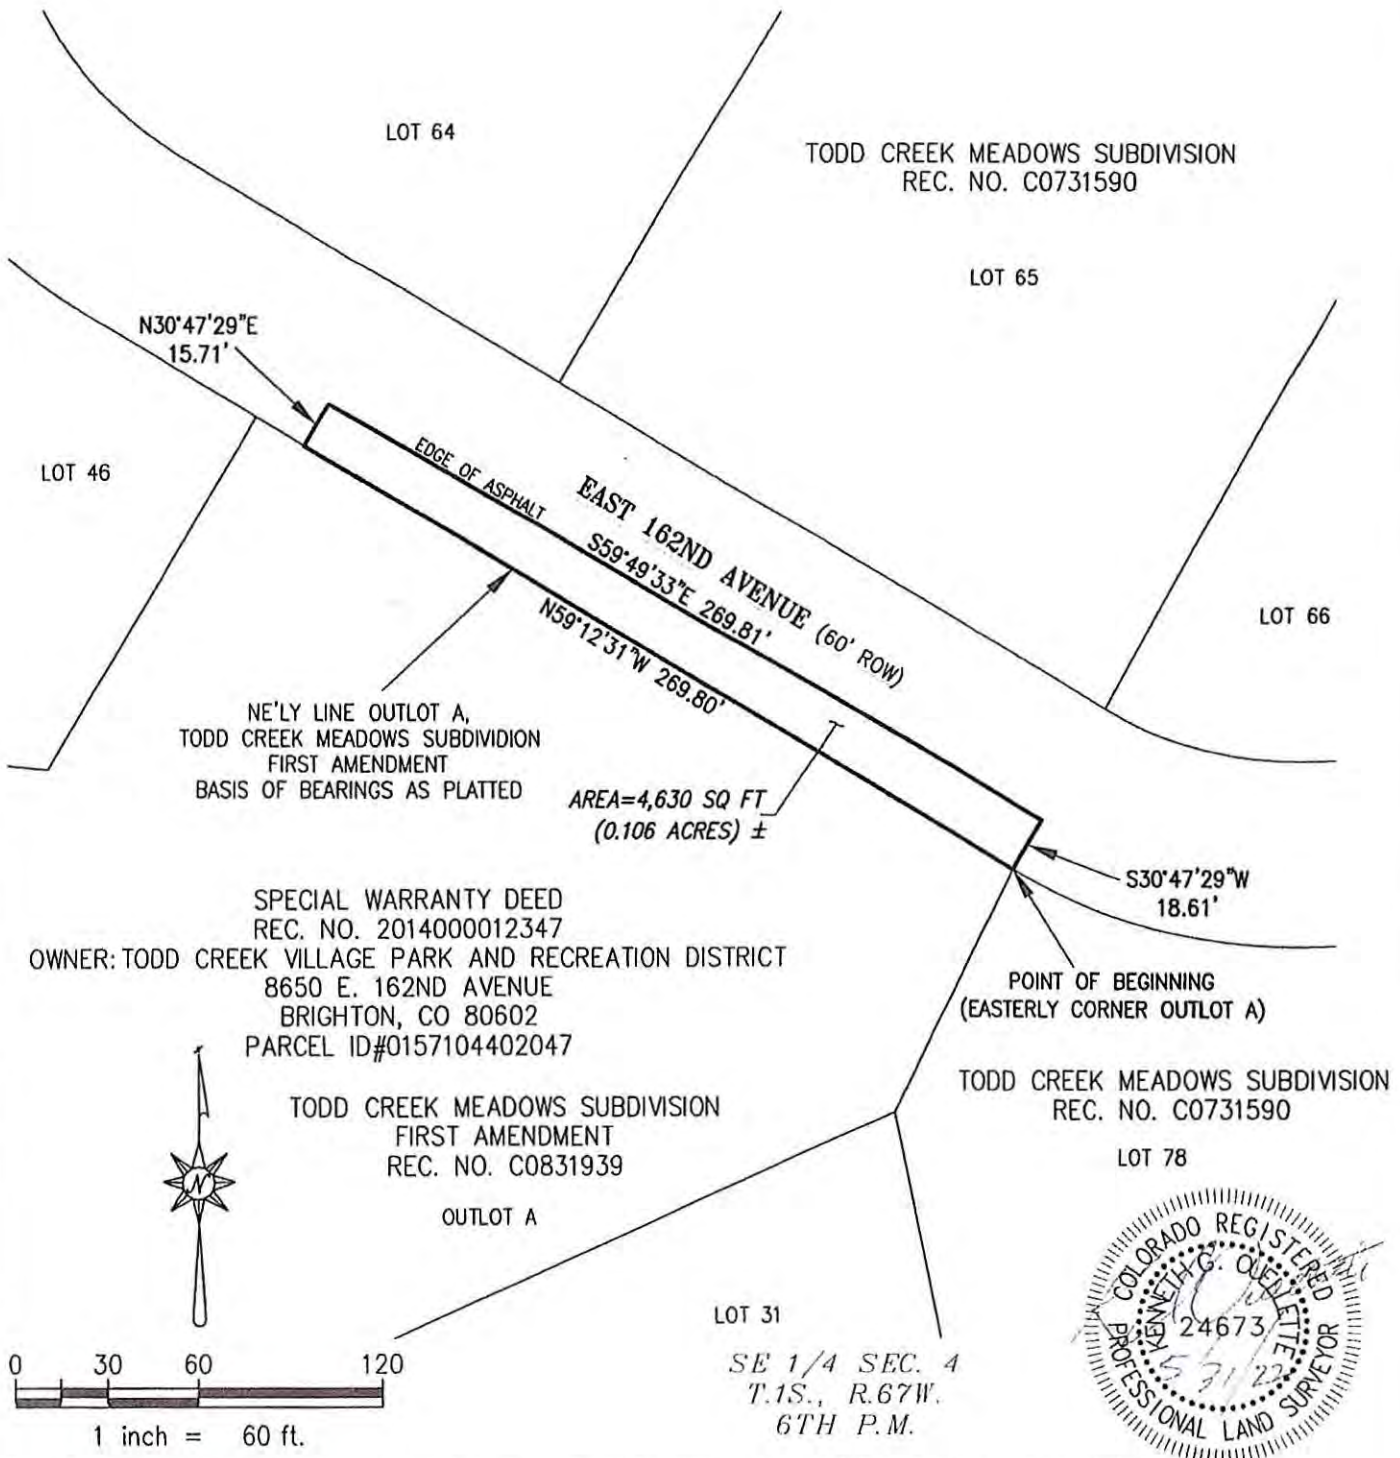 LOT 64
TODD CREEK MEADOWS SUBDIVISION
REC. NO. C0731590
LOT 65
N30°47'29"E
15.71'
LOT 46
EDGE OF ASPHALT
EAST 162ND AVENUE (60' ROW)
S59°49'33"E 269.81'
N59°12'31"W 269.80'
LOT 66
NE'LY LINE OUTLOT A,
TODD CREEK MEADOWS SUBDIVIDION
FIRST AMENDMENT
BASIS OF BEARINGS AS PLATTED
AREA=4,630 SQ FT
(0.106 ACRES) ±
S30°47'29"W
18.61'
SPECIAL WARRANTY DEED
REC. NO. 2014000012347
OWNER: TODD CREEK VILLAGE PARK AND RECREATION DISTRICT
8650 E. 162ND AVENUE
BRIGHTON, CO 80602
PARCEL ID#0157104402047
POINT OF BEGINNING
(EASTERLY CORNER OUTLOT A)
TODD CREEK MEADOWS SUBDIVISION
FIRST AMENDMENT
REC. NO. C0831939
OUTLOT A
TODD CREEK MEADOWS SUBDIVISION
REC. NO. C0731590
LOT 78
N
LOT 31
SE 1/4 SEC. 4
T.1S., R.67W.
6TH P.M.
0 30 60 120
1 inch = 60 ft.
COLORADO REGISTERED
KENNETH G. OUELLETTE
24673
5/31/22
PROFESSIONAL LAND SURVEYOR